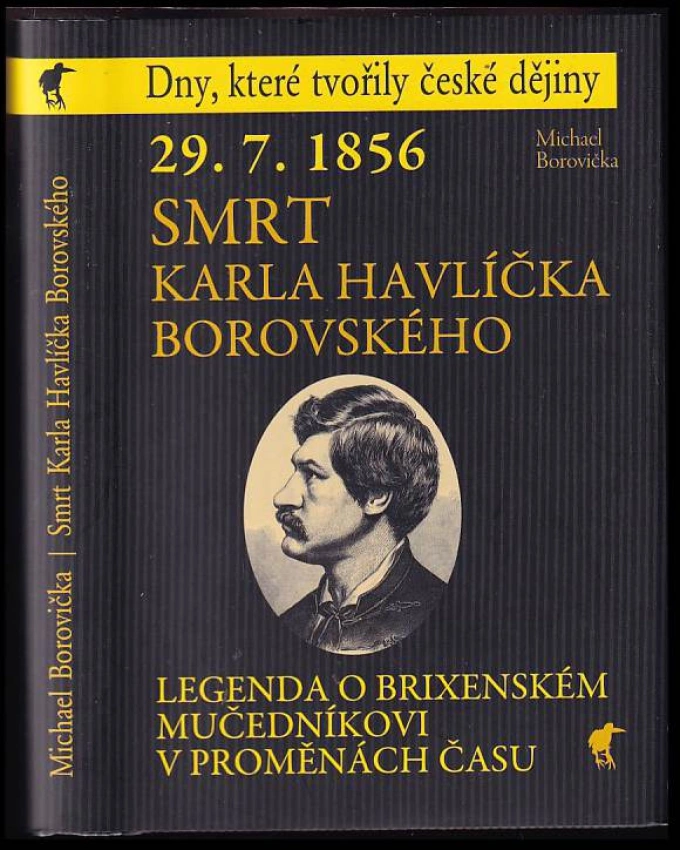 Michael Borovička | Smrt Karla Havlíčka Borovského
Dny, které tvořily české dějiny
29. 7. 1856
Michael
Borovička
SMRT
KARLA HAVLÍČKA
BOROVSKÉHO
LEGENDA O BRIXENSKÉM
MUČEDNÍKOVI
V PROMĚNÁCH ČASU